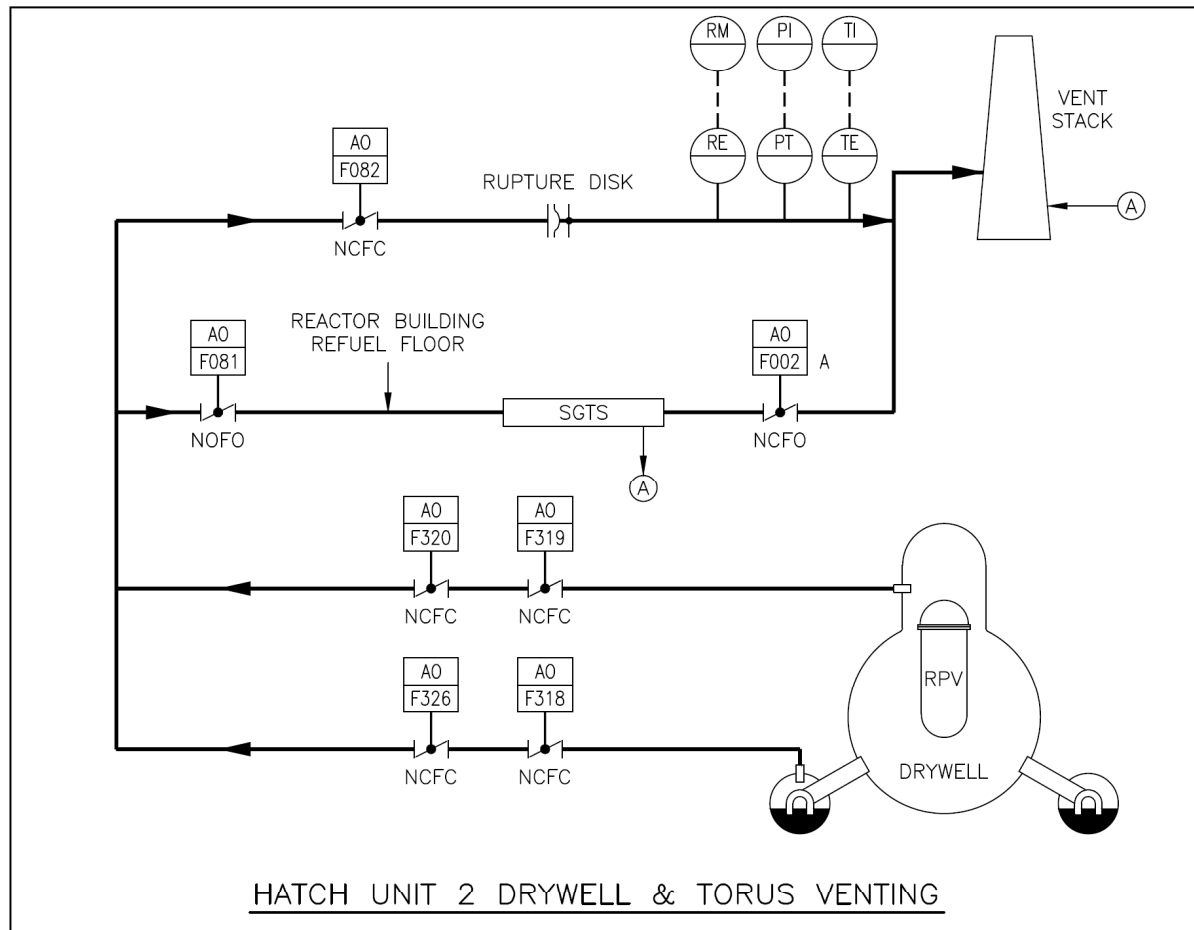 RM
PI
TI
VENT
STACK
AO
F082
RE
PT
TE
RUPTURE DISK
A
NCFC
REACTOR BUILDING
REFUEL FLOOR
AO
F081
AO
F002
A
SGTS
NOFO
NCFO
A
AO
F320
AO
F319
NCFC
NCFC
AO
F326
AO
F318
RPV
NCFC
NCFC
DRYWELL
HATCH UNIT 2 DRYWELL & TORUS VENTING